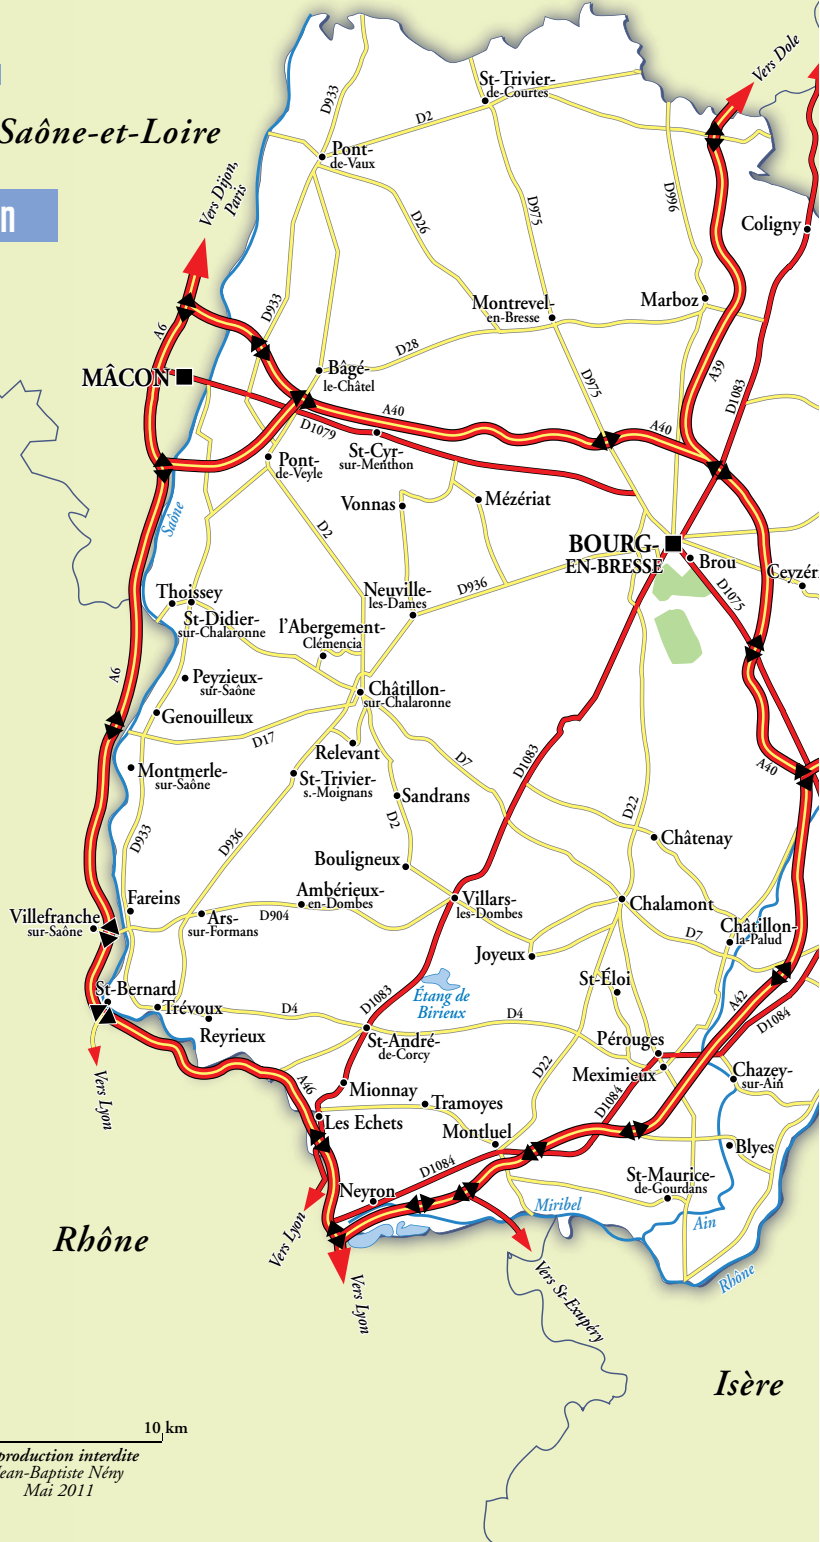 Vers Dole
St-Trivier-
de-Courtes
D933
D2
Saône-et-Loire
Pont-
de-Vaux
Vers Dijon,
Paris
D26
D975
D996
n
Coligny
D933
Montrevel-
en-Bresse
Marboz
A6
D28
Bâgé-
le-Châtel
MÂCON
D975
A39
D1083
A40
D1079
A40
St-Cyr-
sur-Menthon
Pont-
de-Veyle
Vonnas
Mézériat
Saône
D2
BOURG-
EN-BRESSE
Brou
Ceyzér
D1075
Thoissey
Neuville-
les-Dames
D936
St-Didier-
sur-Chalaronne
l'Abergement-
Clémencia
A6
Peyzieux-
sur-Saône
Châtillon-
sur-Chalaronne
Genouilleux
D17
Relevant
D7
D1083
A40
Montmerle-
sur-Saône
St-Trivier-
s.-Moignans
Sandrans
D2
D22
D933
D936
Châtenay
Bouligneux
Ambérieux-
en-Dombes
Villars-
les-Dombes
Chalamont
Fareins
Villefranche
sur-Saône
Ars-
sur-Formans
D904
D7
Châtillon-
la-Palud
Joyeux
St-Éloi
St-Bernard
Trévoux
Étang de
Birieux
D1083
D4
D4
A42
D1084
Reyrieux
St-André-
de-Corcy
Pérouges
Meximieux
D22
Chazey-
sur-Ain
Vers Lyon
A46
Mionnay
Tramoyes
D1084
Les Echets
Montluel
Blyes
D1084
St-Maurice-
de-Gourdans
Neyron
Miribel
Ain
Rhône
Vers Lyon
Vers Lyon
Vers St-Exupéry
Rhône
Isère
10 km
production interdite
ean-Baptiste Nény
Mai 2011